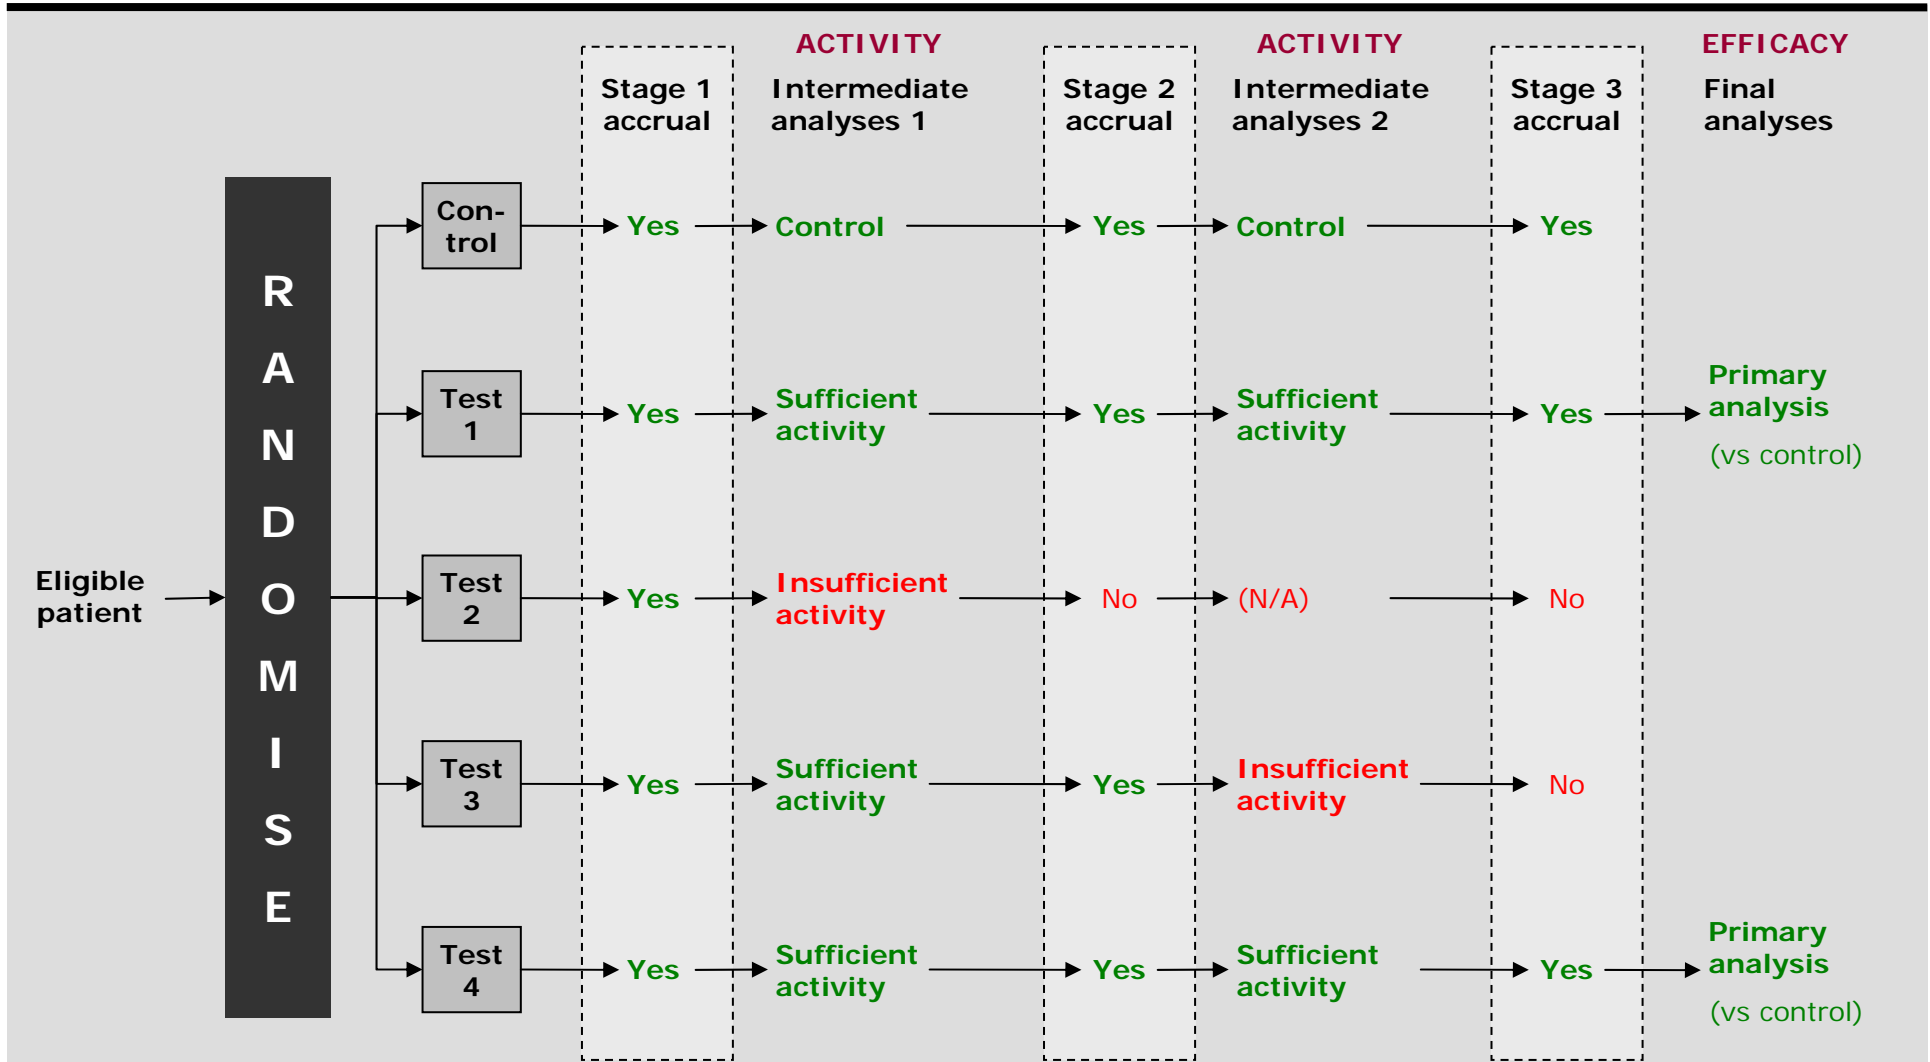 ACTIVITY
ACTIVITY
EFFICACY
Stage 1
accrual
Intermediate
analyses 1
Stage 2
accrual
Intermediate
analyses 2
Stage 3
accrual
Final
analyses
Eligible
patient
R
A
N
D
O
M
I
S
E
Con-
trol
Yes
Control
Yes
Control
Yes
Test
1
Yes
Sufficient
activity
Yes
Sufficient
activity
Yes
Primary
analysis
(vs control)
Test
2
Yes
Insufficient
activity
No
(N/A)
No
Test
3
Yes
Sufficient
activity
Yes
Insufficient
activity
No
Test
4
Yes
Sufficient
activity
Yes
Sufficient
activity
Yes
Primary
analysis
(vs control)